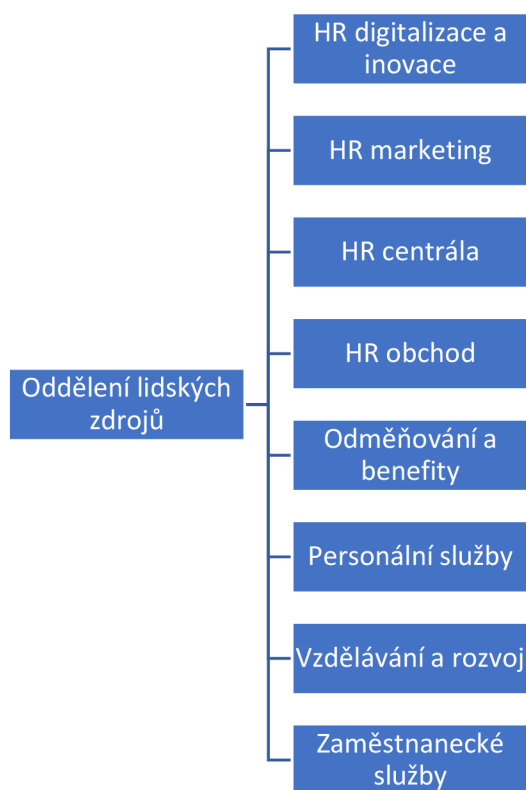 HR digitalizace a
inovace
HR marketing
HR centrála
HR obchod
Oddělení lidských
zdrojů
Odměňování a
benefity
Personální služby
Vzdělávání a rozvoj
Zaměstnanecké
služby